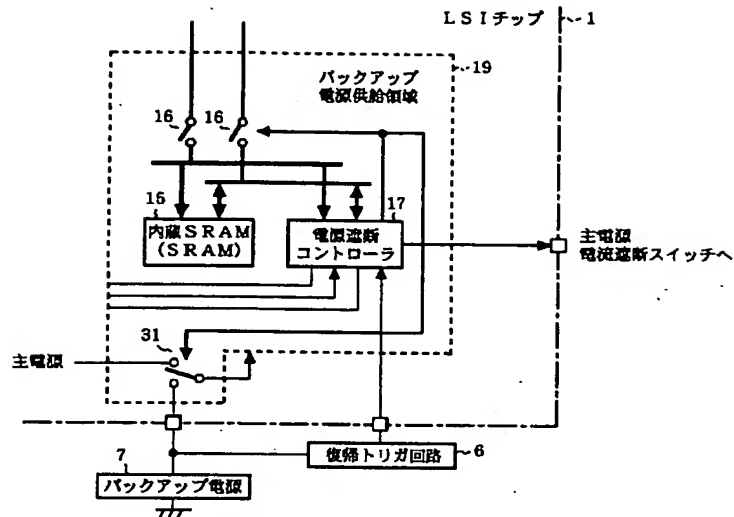 LSIチップ 1
19
バックアップ
電源供給領域
16 16
15
内蔵SRAM
(SRAM)
17
電源遮断
コントローラ
主電源
電流遮断スイッチへ
31
主電源
復帰トリガ回路 6
7
バックアップ電源